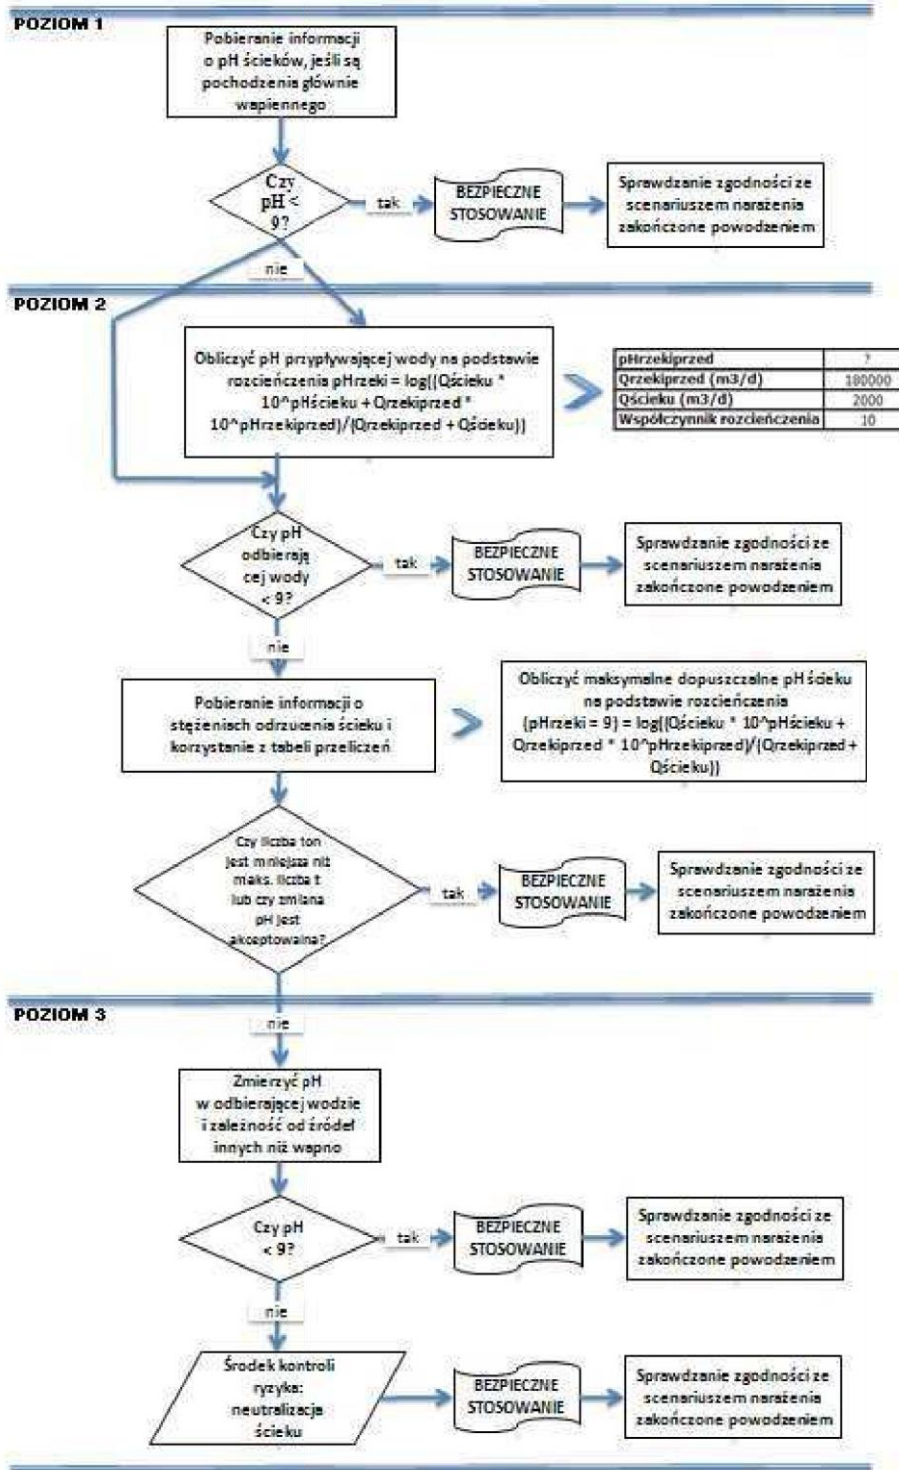 POZIOM 1
Pobieranie informacji
o pH ścieków, jeśli są
pochodzenia głównie
wapiennego
Czy
pH <
9?
tak
BEZPIECZNE
STOSOWANIE
Sprawdzanie zgodności ze
scenariuszem narażenia
zakończone powodzeniem
nie
POZIOM 2
Obliczyć pH przypływającej wody na podstawie
rozcieńczenia pHrzeki = log((Qścieku *
10^pHścieku + Qrzekiprzed *
10^pHrzekiprzed)/(Qrzekiprzed + Qścieku))
pHrzekiprzed ?
Qrzekiprzed (m3/d) 180000
Qścieku (m3/d) 2000
Współczynnik rozcieńczenia 10
Czy pH
odbierają
cej wody
< 9?
tak
BEZPIECZNE
STOSOWANIE
Sprawdzanie zgodności ze
scenariuszem narażenia
zakończone powodzeniem
nie
Pobieranie informacji o
stężeniach odrzucenia ścieku i
korzystanie z tabeli przeliczeń
Obliczyć maksymalne dopuszczalne pH ścieku
na podstawie rozcieńczenia
(pHrzeki = 9) = log((Qścieku * 10^pHścieku +
Qrzekiprzed * 10^pHrzekiprzed)/(Qrzekiprzed +
Qścieku))
Czy liczba ton
jest mniejsza niż
maks. liczba t
lub czy zmiana
pH jest
akceptowalna?
tak
BEZPIECZNE
STOSOWANIE
Sprawdzanie zgodności ze
scenariuszem narażenia
zakończone powodzeniem
POZIOM 3
nie
Zmierzyć pH
w odbierającej wodzie
i zależność od źródeł
innych niż wapno
Czy pH
< 9?
tak
BEZPIECZNE
STOSOWANIE
Sprawdzanie zgodności ze
scenariuszem narażenia
zakończone powodzeniem
nie
Środek kontroli
ryzyka:
neutralizacja
ścieku
BEZPIECZNE
STOSOWANIE
Sprawdzanie zgodności ze
scenariuszem narażenia
zakończone powodzeniem